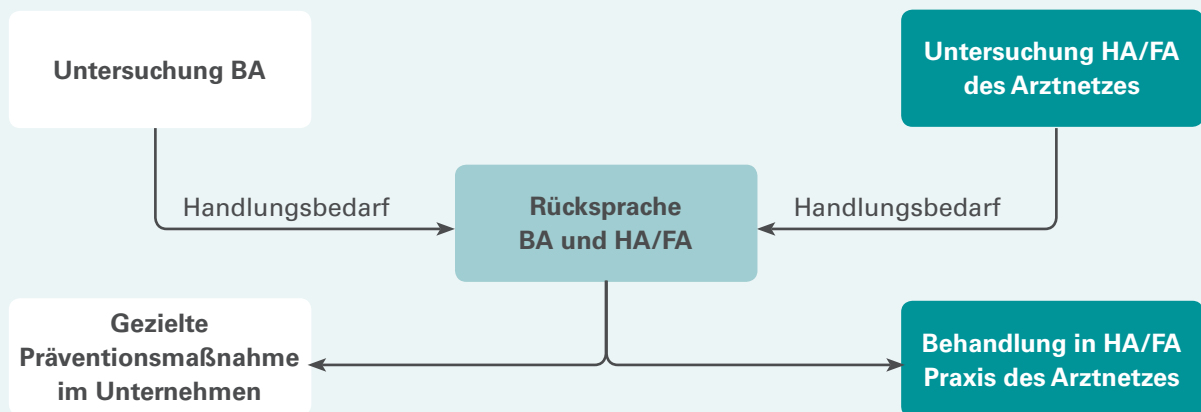 Untersuchung BA
Untersuchung HA/FA
des Arztnetzes
Handlungsbedarf
Rücksprache
BA und HA/FA
Handlungsbedarf
Gezielte
Präventionsmaßnahme
im Unternehmen
Behandlung in HA/FA
Praxis des Arztnetzes